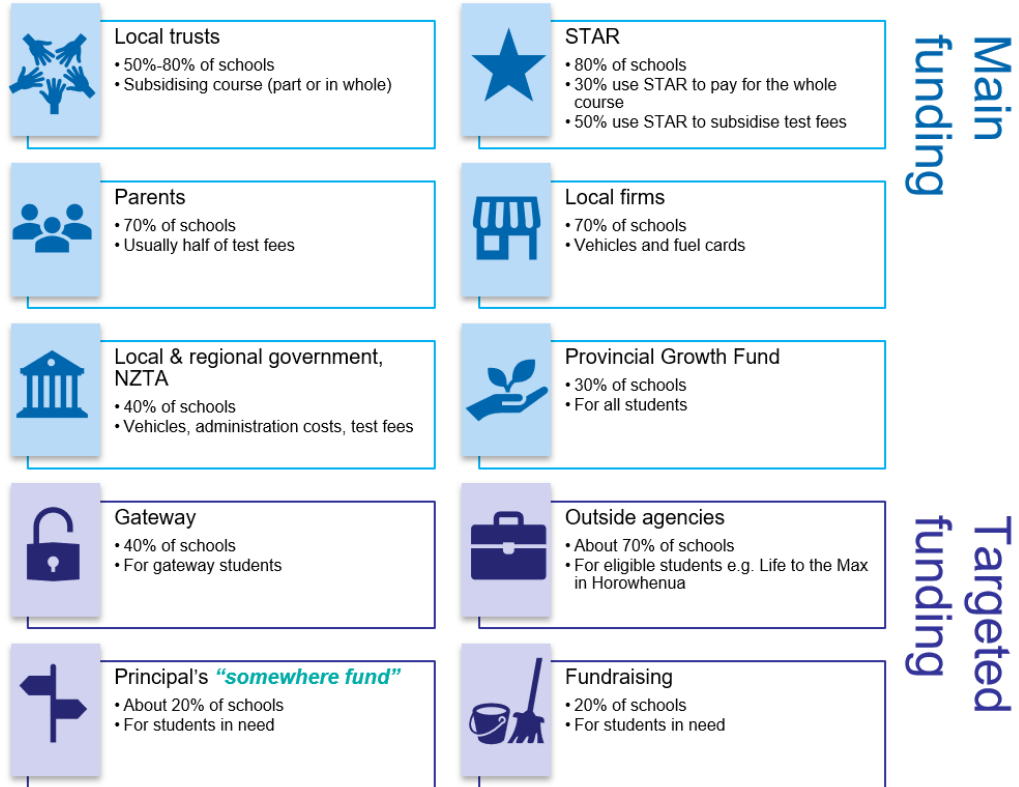 Local trusts
• 50%-80% of schools
• Subsidising course (part or in whole)
STAR
• 80% of schools
• 30% use STAR to pay for the whole
course
• 50% use STAR to subsidise test fees
Main
funding
Parents
• 70% of schools
• Usually half of test fees
Local firms
• 70% of schools
• Vehicles and fuel cards
Local & regional government,
NZTA
• 40% of schools
• Vehicles, administration costs, test fees
Provincial Growth Fund
• 30% of schools
• For all students
Gateway
• 40% of schools
• For gateway students
Outside agencies
• About 70% of schools
• For eligible students e.g. Life to the Max
in Horowhenua
Targeted
funding
Principal's “somewhere fund”
• About 20% of schools
• For students in need
Fundraising
• 20% of schools
• For students in need